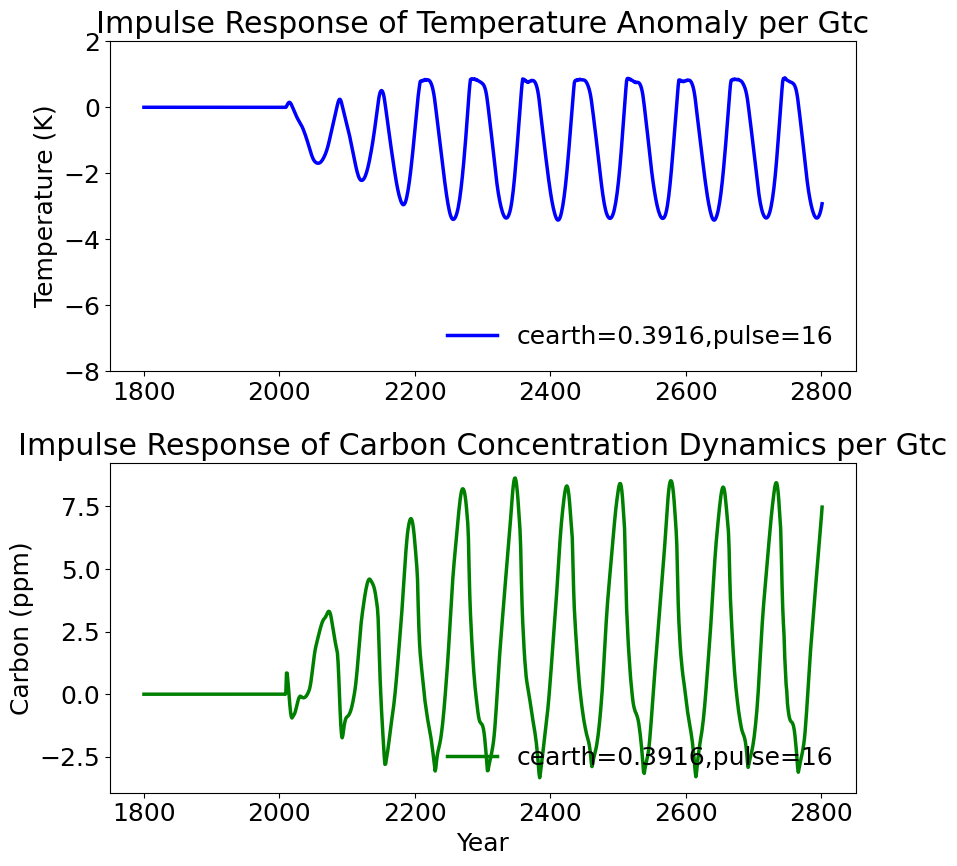 Impulse Response of Temperature Anomaly per Gtc
2
0
−2
−4
−6
−8
Temperature (K)
cearth=0.3916,pulse=16
1800 2000 2200 2400 2600 2800
Impulse Response of Carbon Concentration Dynamics per Gtc
7.5
5.0
2.5
0.0
−2.5
Carbon (ppm)
cearth=0.3916,pulse=16
1800 2000 2200 2400 2600 2800
Year